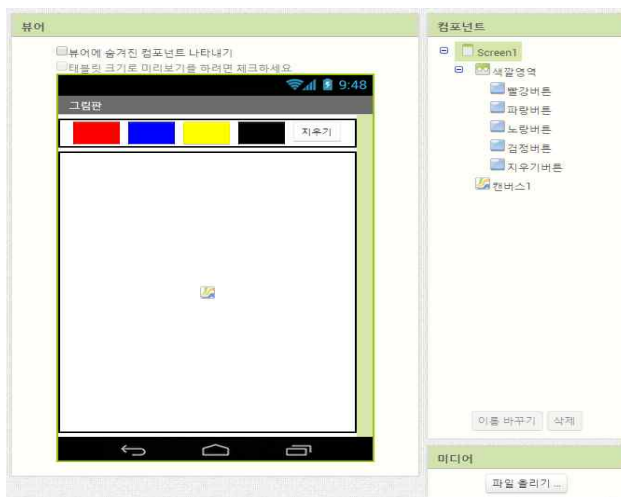 뷰어
뷰어에 숨겨진 컴포넌트 나타내기
태블릿 크기로 미리보기를 하려면 체크하세요
9:48
그림판
지우기
컴포넌트
Screen1
색깔영역
빨강버튼
파랑버튼
노랑버튼
검정버튼
지우기버튼
캔버스1
이름 바꾸기 삭제
미디어
파일 올리기 ...